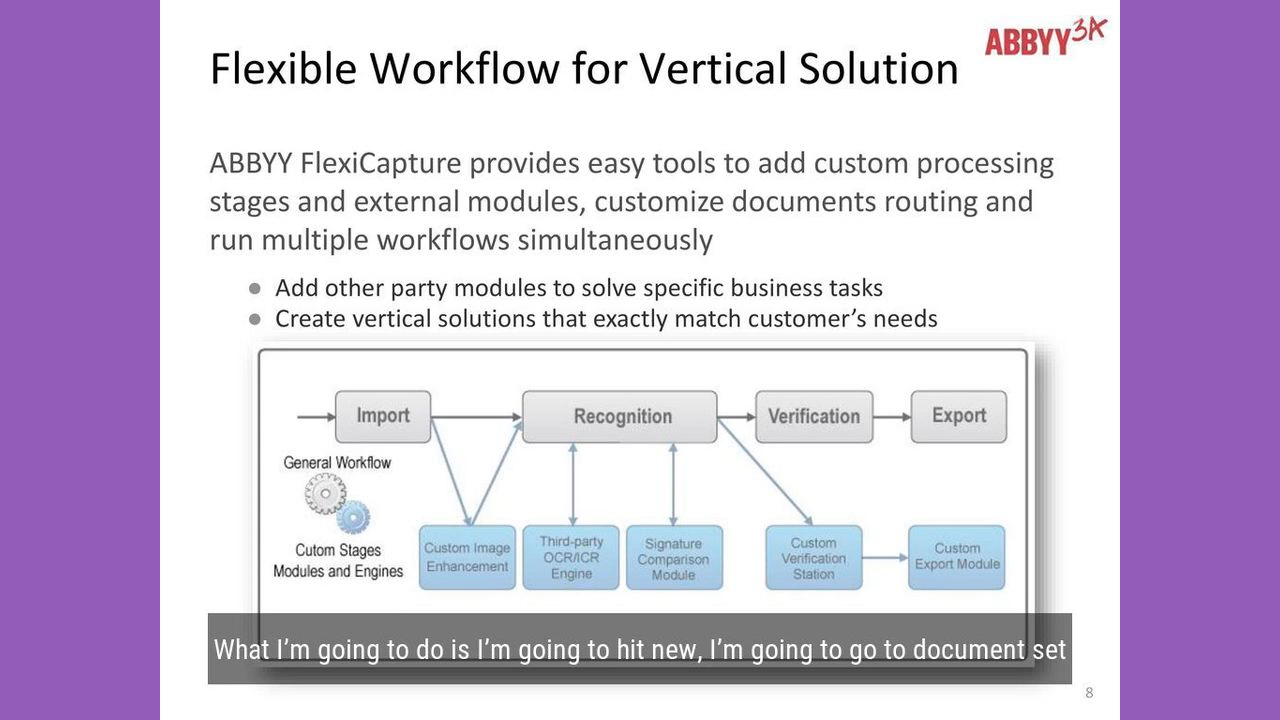 ABBYY 3A
Flexible Workflow for Vertical Solution
ABBYY FlexiCapture provides easy tools to add custom processing
stages and external modules, customize documents routing and
run multiple workflows simultaneously
● Add other party modules to solve specific business tasks
● Create vertical solutions that exactly match customer’s needs
Import
Recognition
Verification
Export
General Workflow
Cutom Stages
Modules and Engines
Custom Image
Enhancement
Third-party
OCR/ICR
Engine
Signature
Comparison
Module
Custom
Verification
Station
Custom
Export Module
What I’m going to do is I’m going to hit new, I’m going to go to document set
8